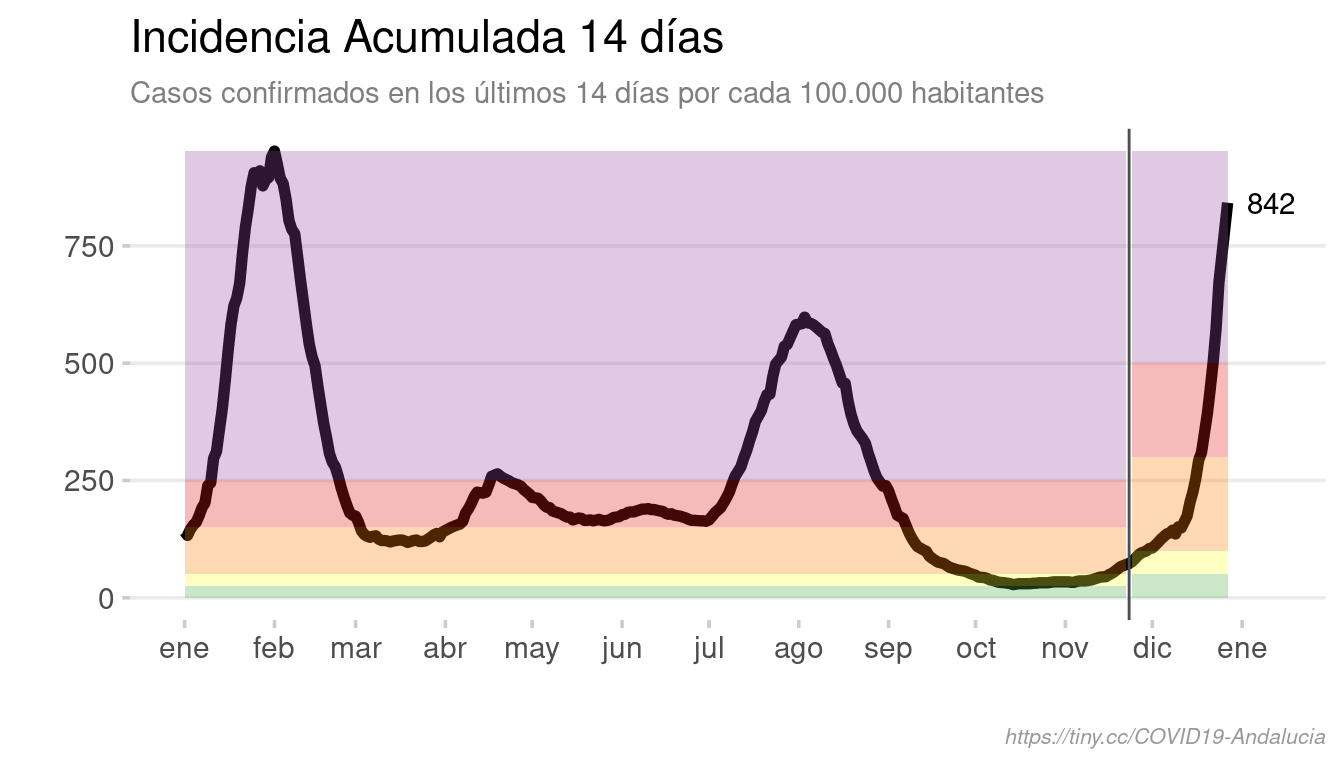 Incidencia Acumulada 14 días
Casos confirmados en los últimos 14 días por cada 100.000 habitantes
842
750
500
250
0
ene feb mar abr may jun jul ago sep oct nov dic ene
https://tiny.cc/COVID19-Andalucia